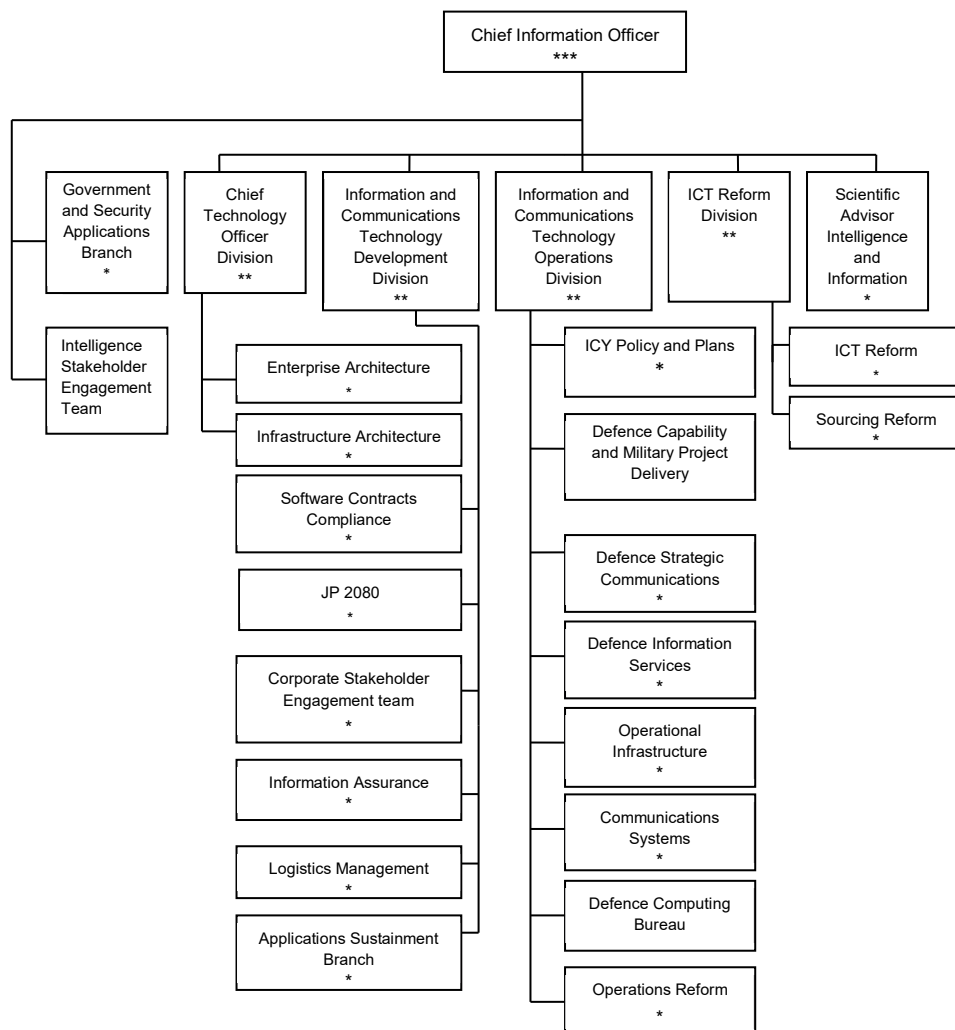 Chief Information Officer
***
Government
and Security
Applications
Branch
*
Chief
Technology
Officer
Division
**
Information and
Communications
Technology
Development
Division
**
Information and
Communications
Technology
Operations
Division
**
ICT Reform
Division
**
Scientific
Advisor
Intelligence
and
Information
*
Intelligence
Stakeholder
Engagement
Team
Enterprise Architecture
*
Infrastructure Architecture
*
Software Contracts
Compliance
*
JP 2080
*
Corporate Stakeholder
Engagement team
*
Information Assurance
*
Logistics Management
*
Applications Sustainment
Branch
*
ICY Policy and Plans
*
Defence Capability
and Military Project
Delivery
Defence Strategic
Communications
*
Defence Information
Services
*
Operational
Infrastructure
*
Communications
Systems
*
Defence Computing
Bureau
Operations Reform
*
ICT Reform
*
Sourcing Reform
*